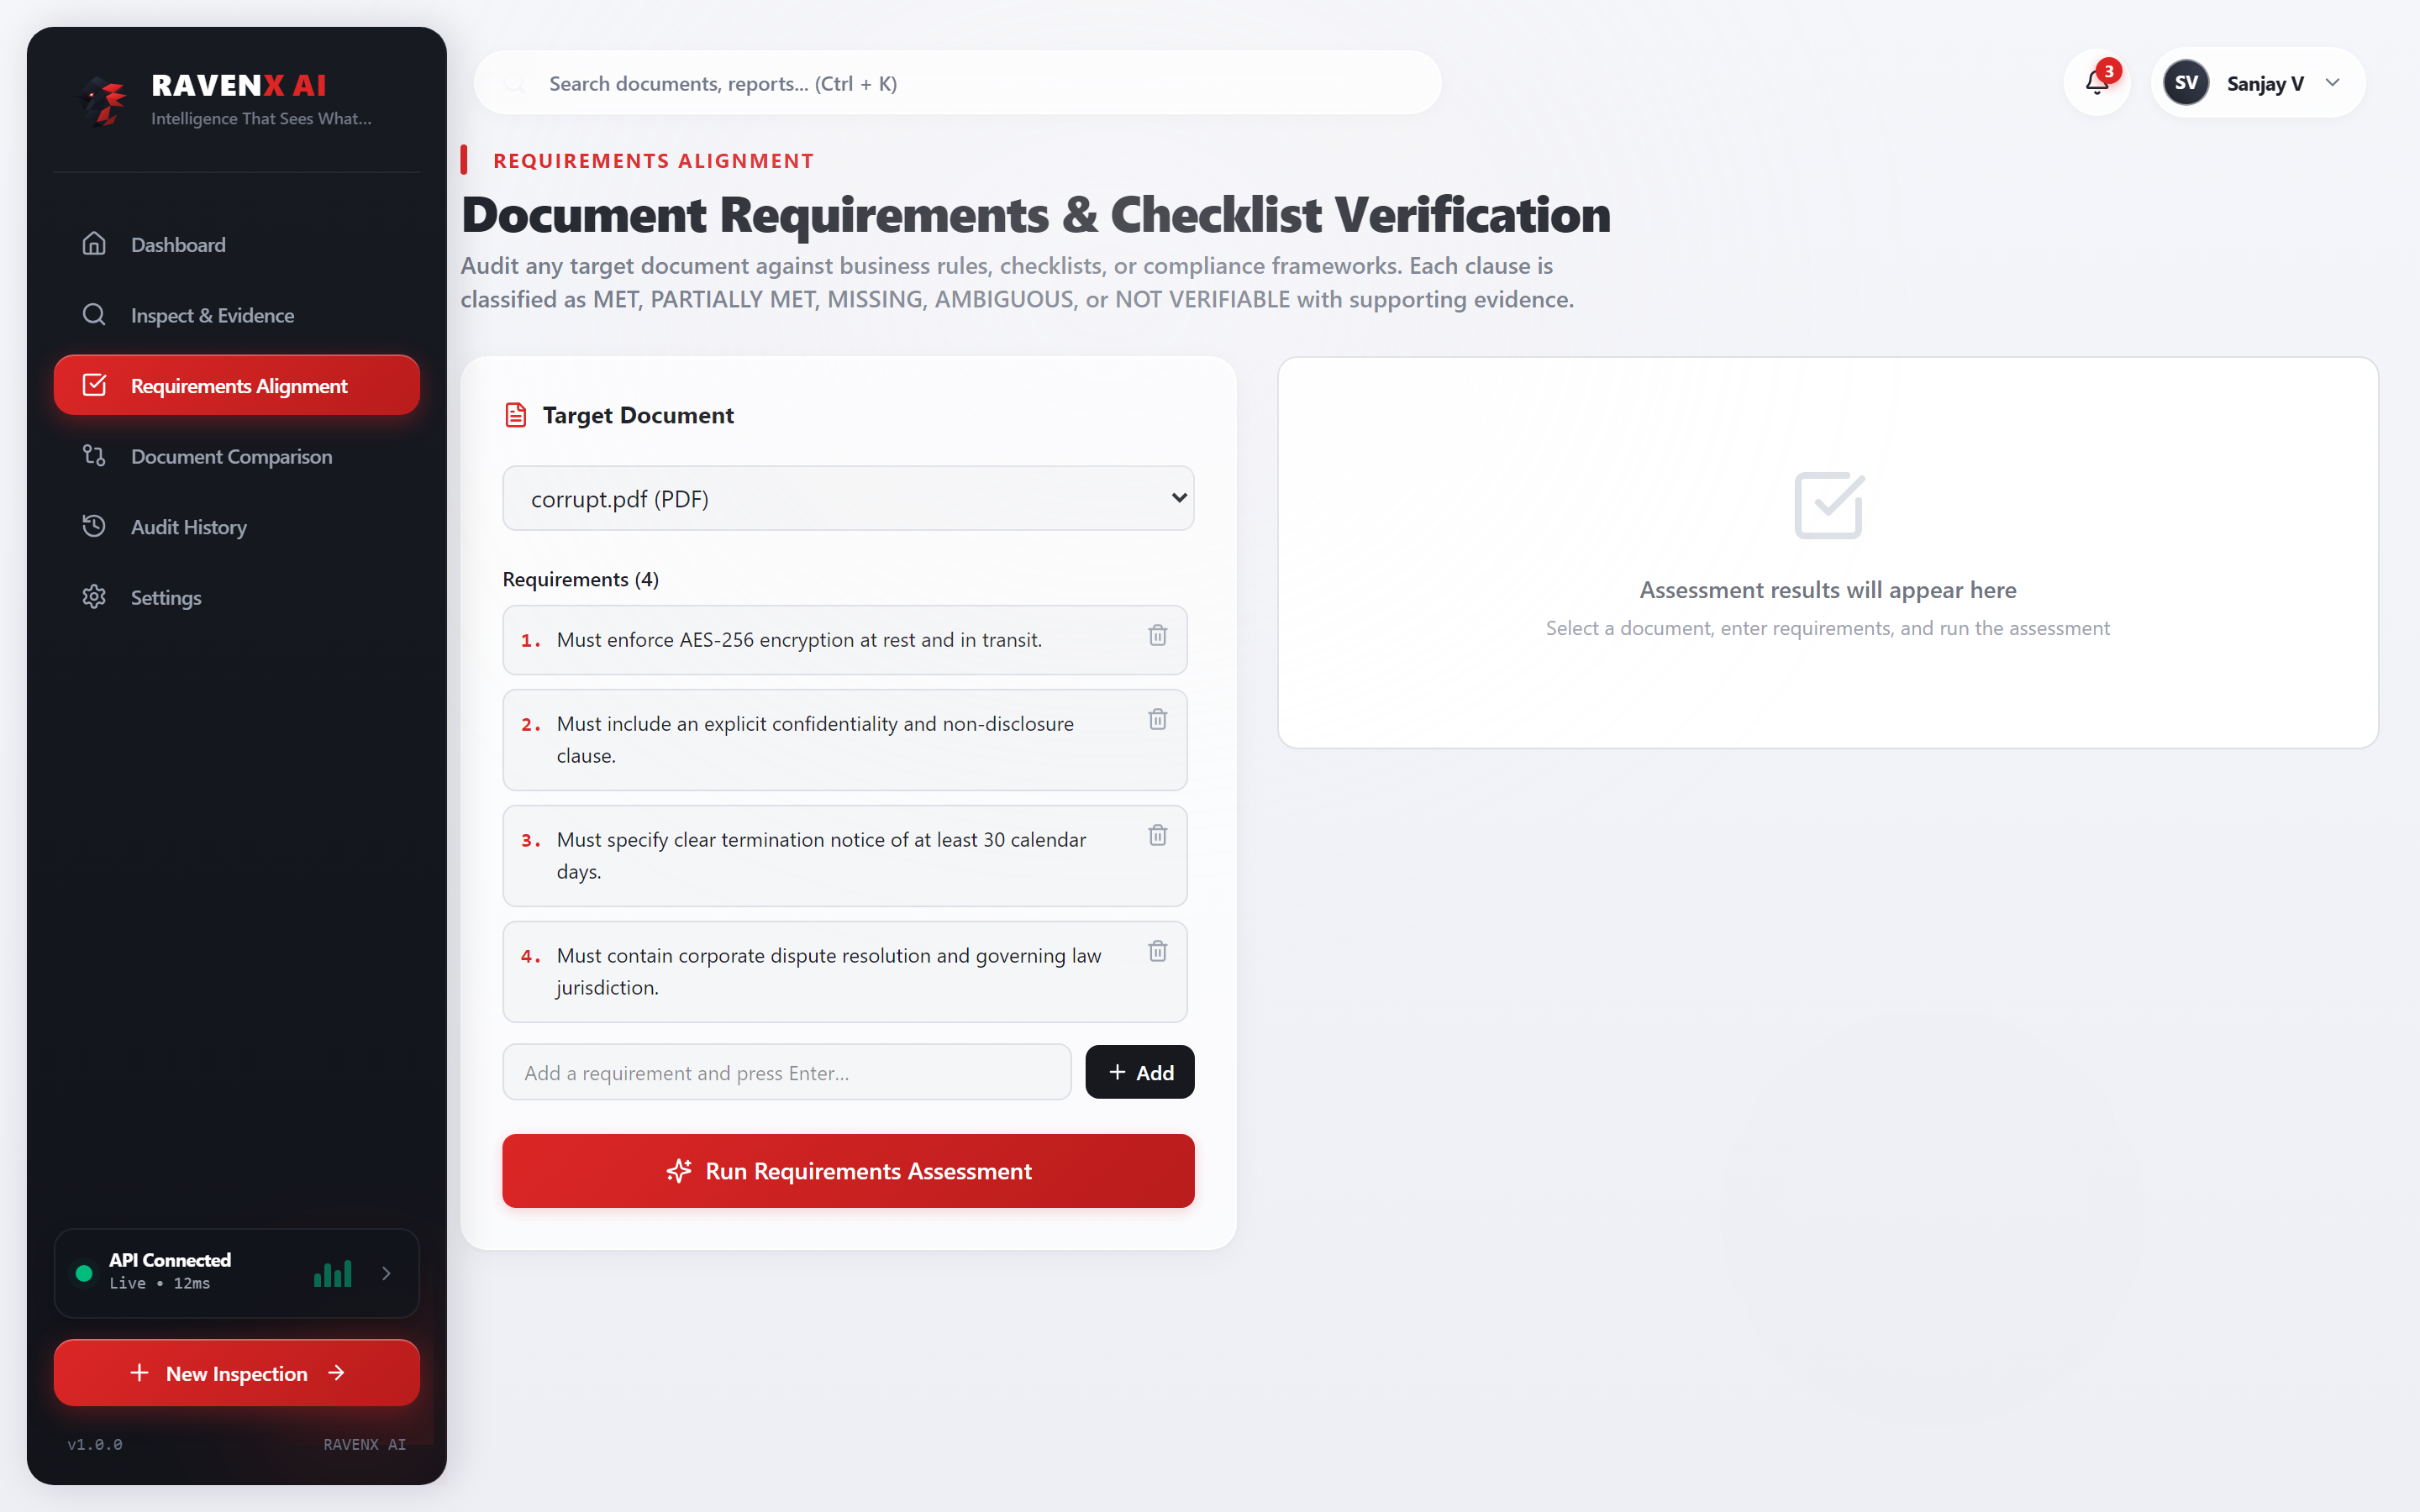 RAVENX AI
Intelligence That Sees What...
Dashboard
Inspect & Evidence
Requirements Alignment
Document Comparison
Audit History
Settings
API Connected
Live • 12ms
New Inspection
v1.0.0
RAVENX AI
Search documents, reports... (Ctrl + K)
3
SV
Sanjay V
REQUIREMENTS ALIGNMENT
Document Requirements & Checklist Verification
Audit any target document against business rules, checklists, or compliance frameworks. Each clause is
classified as MET, PARTIALLY MET, MISSING, AMBIGUOUS, or NOT VERIFIABLE with supporting evidence.
Target Document
corrupt.pdf (PDF)
Requirements (4)
1. Must enforce AES-256 encryption at rest and in transit.
2. Must include an explicit confidentiality and non-disclosure
clause.
3. Must specify clear termination notice of at least 30 calendar
days.
4. Must contain corporate dispute resolution and governing law
jurisdiction.
Add a requirement and press Enter...
Add
Run Requirements Assessment
Assessment results will appear here
Select a document, enter requirements, and run the assessment